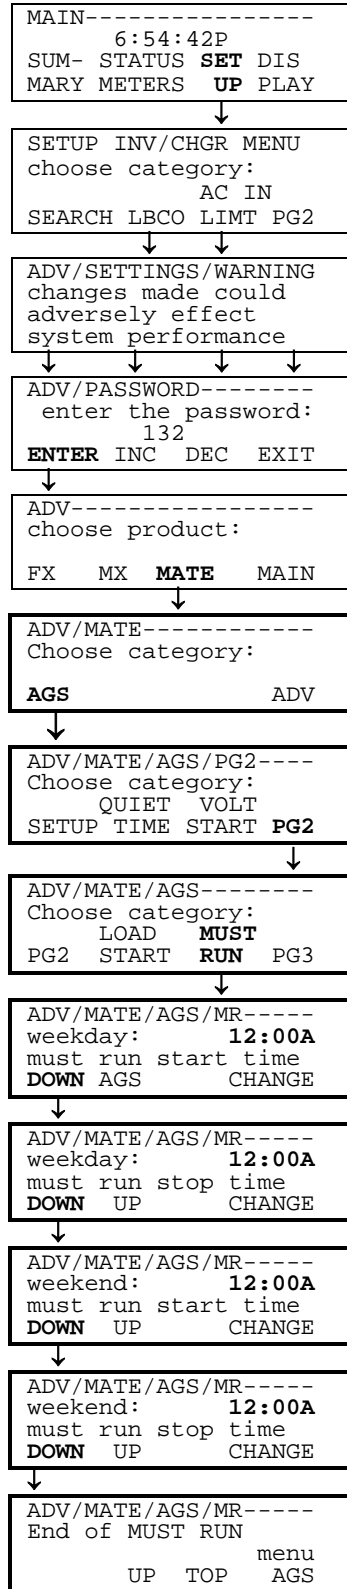 MAIN-----------------
6:54:42P
SUM- STATUS SET DIS
MARY METERS UP PLAY
↓
SETUP INV/CHGR MENU
choose category:
AC IN
SEARCH LBCO LIMT PG2
↓ ↓
ADV/SETTINGS/WARNING
changes made could
adversely effect
system performance
↓ ↓ ↓ ↓
ADV/PASSWORD--------
enter the password:
132
ENTER INC DEC EXIT
↓
ADV-----------------
choose product:
FX MX MATE MAIN
↓
ADV/MATE------------
Choose category:
AGS ADV
↓
ADV/MATE/AGS/PG2----
Choose category:
QUIET VOLT
SETUP TIME START PG2
↓
ADV/MATE/AGS--------
Choose category:
LOAD MUST
PG2 START RUN PG3
↓
ADV/MATE/AGS/MR-----
weekday: 12:00A
must run start time
DOWN AGS CHANGE
↓
ADV/MATE/AGS/MR-----
weekday: 12:00A
must run stop time
DOWN UP CHANGE
↓
ADV/MATE/AGS/MR-----
weekend: 12:00A
must run start time
DOWN UP CHANGE
↓
ADV/MATE/AGS/MR-----
weekend: 12:00A
must run stop time
DOWN UP CHANGE
↓
ADV/MATE/AGS/MR-----
End of MUST RUN
menu
UP TOP AGS